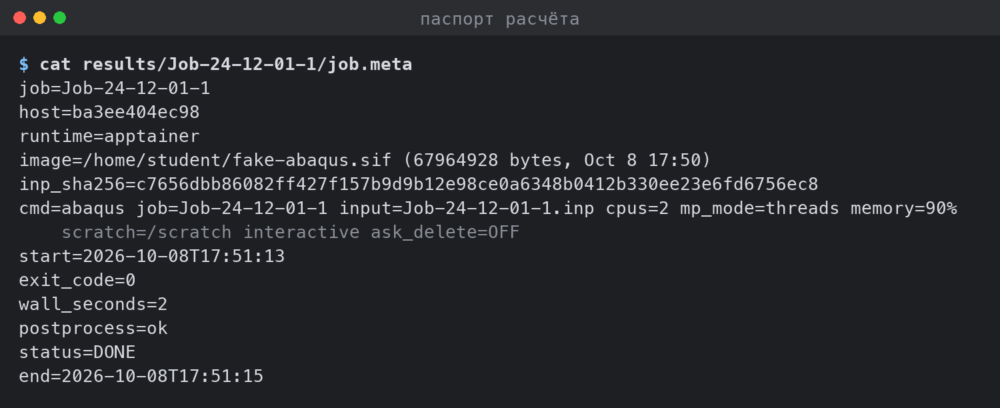 паспорт расчёта
$ cat results/Job-24-12-01-1/job.meta
job=Job-24-12-01-1
host=ba3ee404ec98
runtime=apptainer
image=/home/student/fake-abaqus.sif (67964928 bytes, Oct 8 17:50)
inp_sha256=c7656dbb86082ff427f157b9d9b12e98ce0a6348b0412b330ee23e6fd6756ec8
cmd=abaqus job=Job-24-12-01-1 input=Job-24-12-01-1.inp cpus=2 mp_mode=threads memory=90%
scratch=/scratch interactive ask_delete=OFF
start=2026-10-08T17:51:13
exit_code=0
wall_seconds=2
postprocess=ok
status=DONE
end=2026-10-08T17:51:15